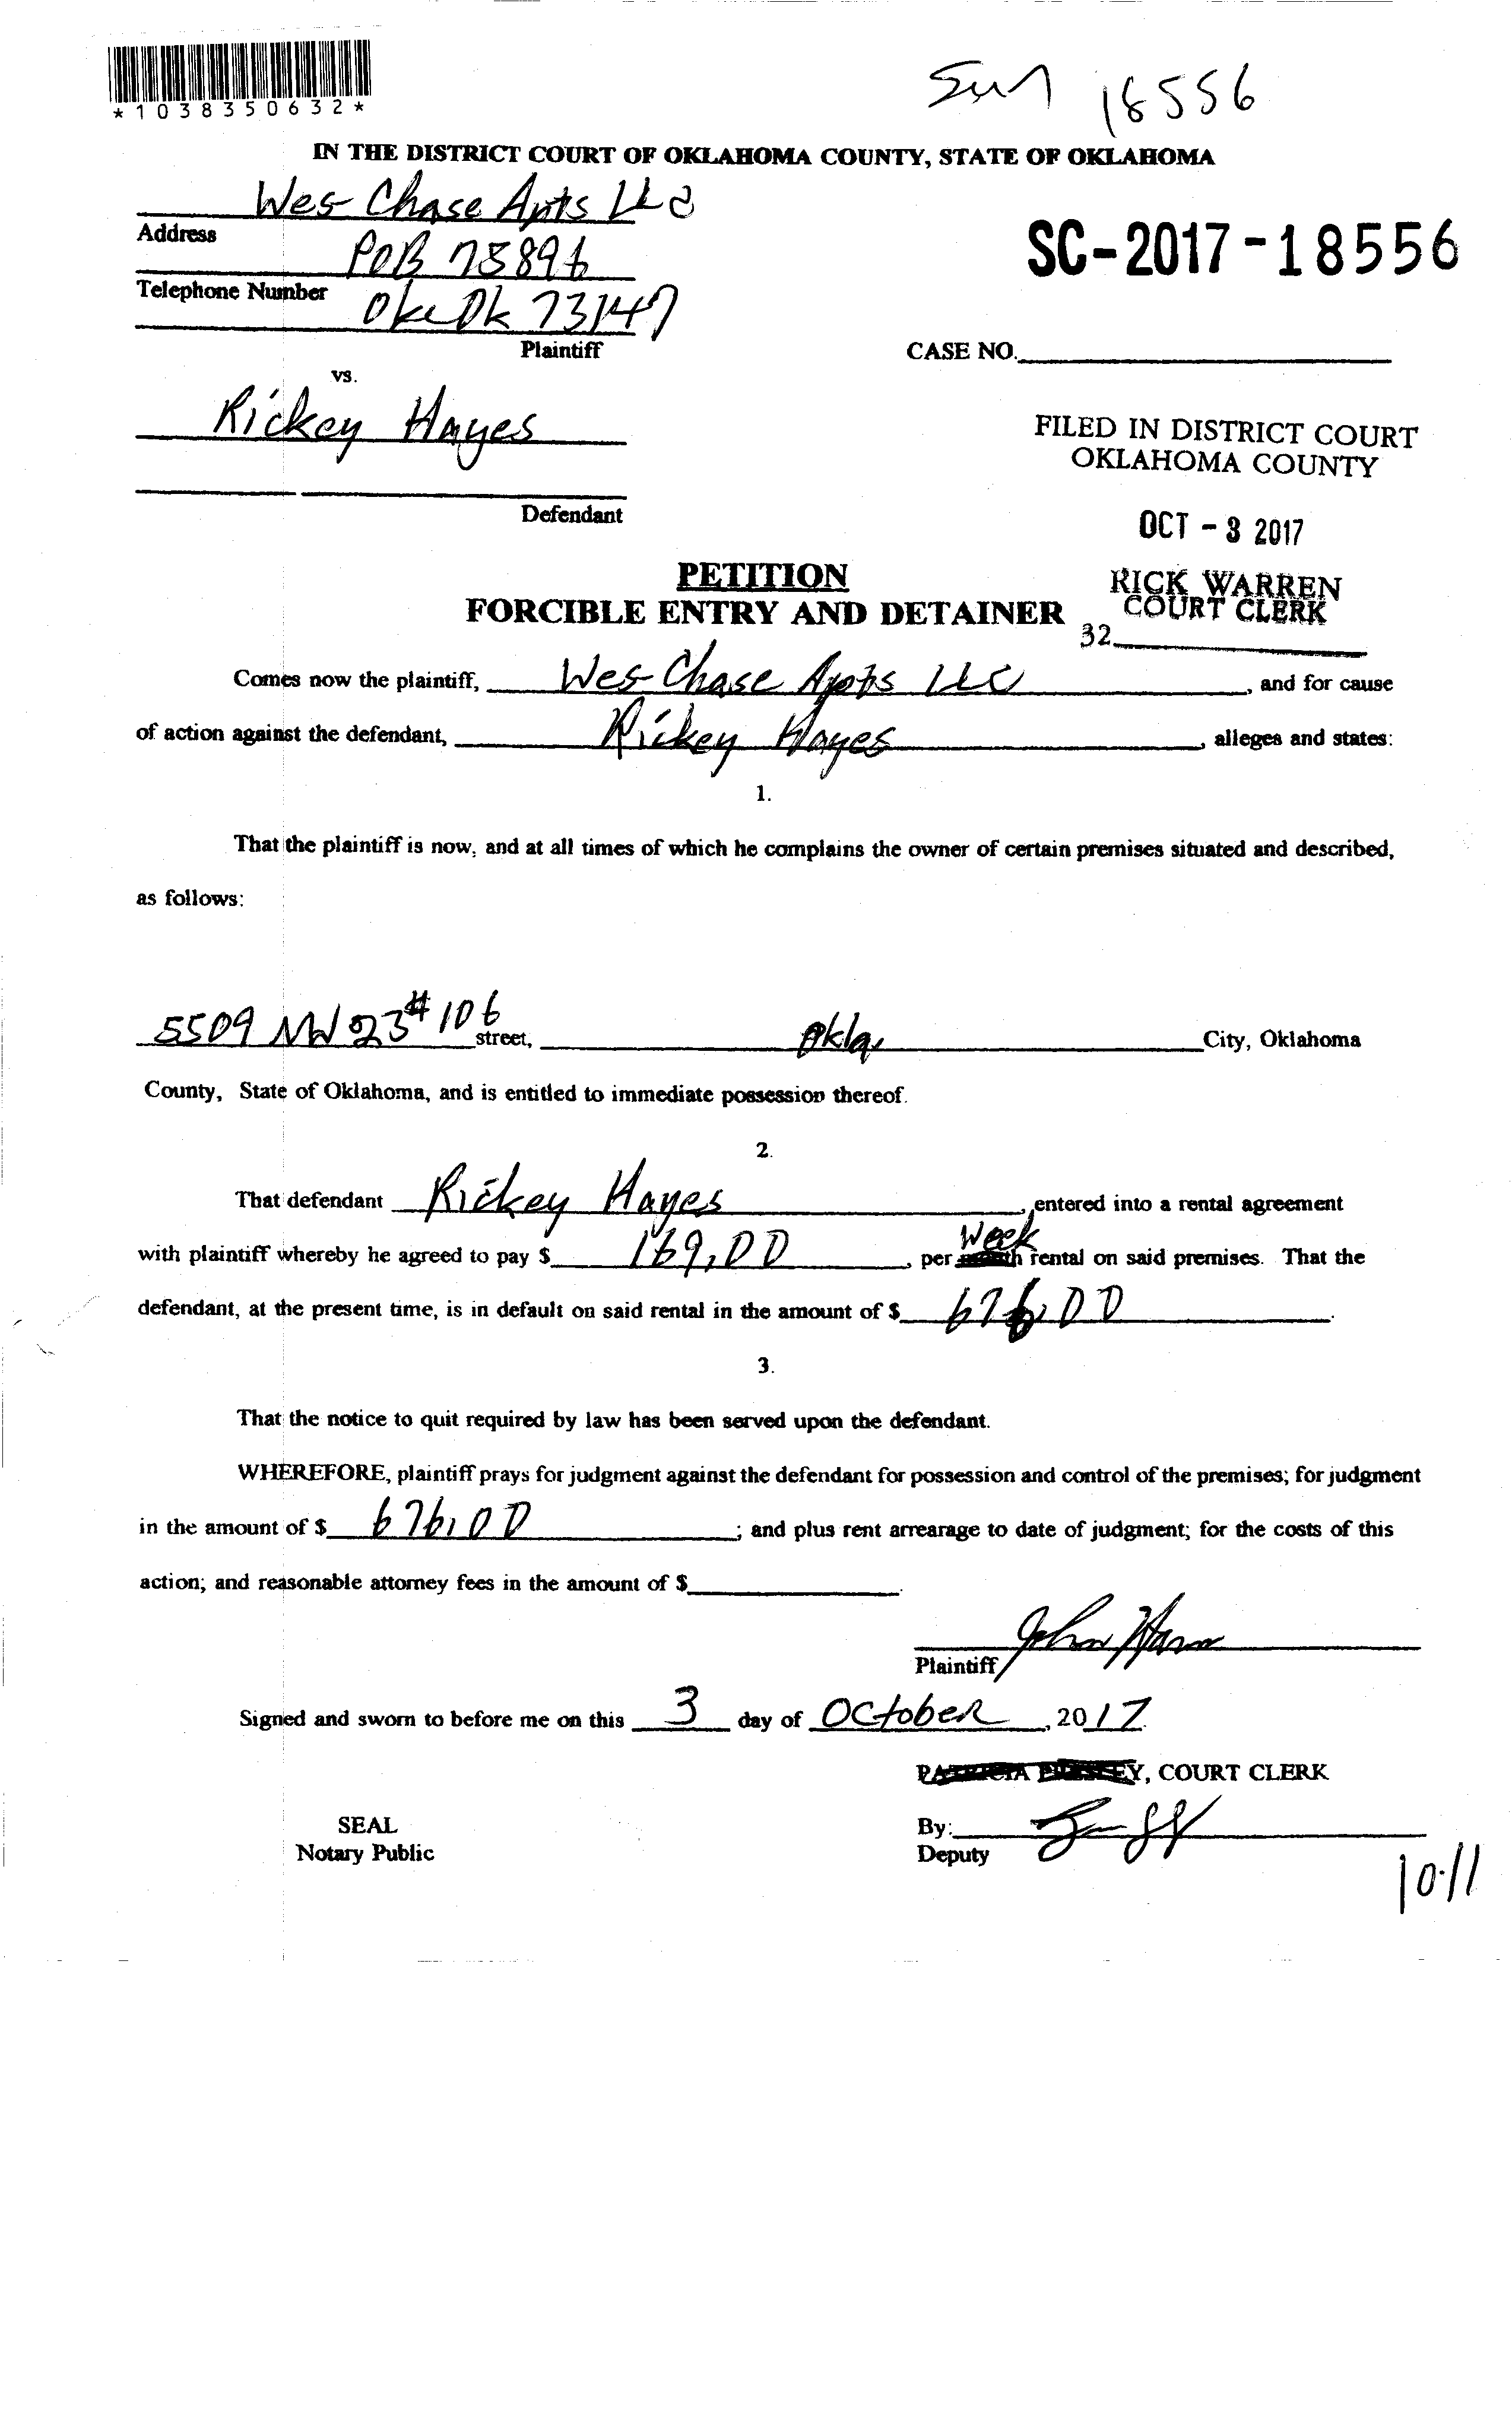 *1038350632*
18556
IN THE DISTRICT COURT OF OKLAHOMA COUNTY, STATE OF OKLAHOMA
Wes Chase Apts LLC
Address
POB 75896
SC-2017-18556
Telephone Number
Okc Ok 73147
Plaintiff
CASE NO.
vs.
Rickey Hayes
FILED IN DISTRICT COURT
OKLAHOMA COUNTY
Defendant
OCT - 3 2017
PETITION
RICK WARREN
FORCIBLE ENTRY AND DETAINER
COURT CLERK
32
Comes now the plaintiff, Wes Chase Apts LLC, and for cause
of action against the defendant, Rickey Hayes, alleges and states:
1.
That the plaintiff is now, and at all times of which he complains the owner of certain premises situated and described,
as follows:
5509 NW 23 #106 street, Okla. City, Oklahoma
County, State of Oklahoma, and is entitled to immediate possession thereof.
2.
That defendant Rickey Hayes, entered into a rental agreement
with plaintiff whereby he agreed to pay $ 169.00, per Week rental on said premises. That the
defendant, at the present time, is in default on said rental in the amount of $ 676.00.
3.
That the notice to quit required by law has been served upon the defendant.
WHEREFORE, plaintiff prays for judgment against the defendant for possession and control of the premises; for judgment
in the amount of $ 676.00; and plus rent arrearage to date of judgment; for the costs of this
action; and reasonable attorney fees in the amount of $.
Plaintiff
Signed and sworn to before me on this 3 day of October, 2017.
COURT CLERK
SEAL
By:
Notary Public
Deputy
10-11